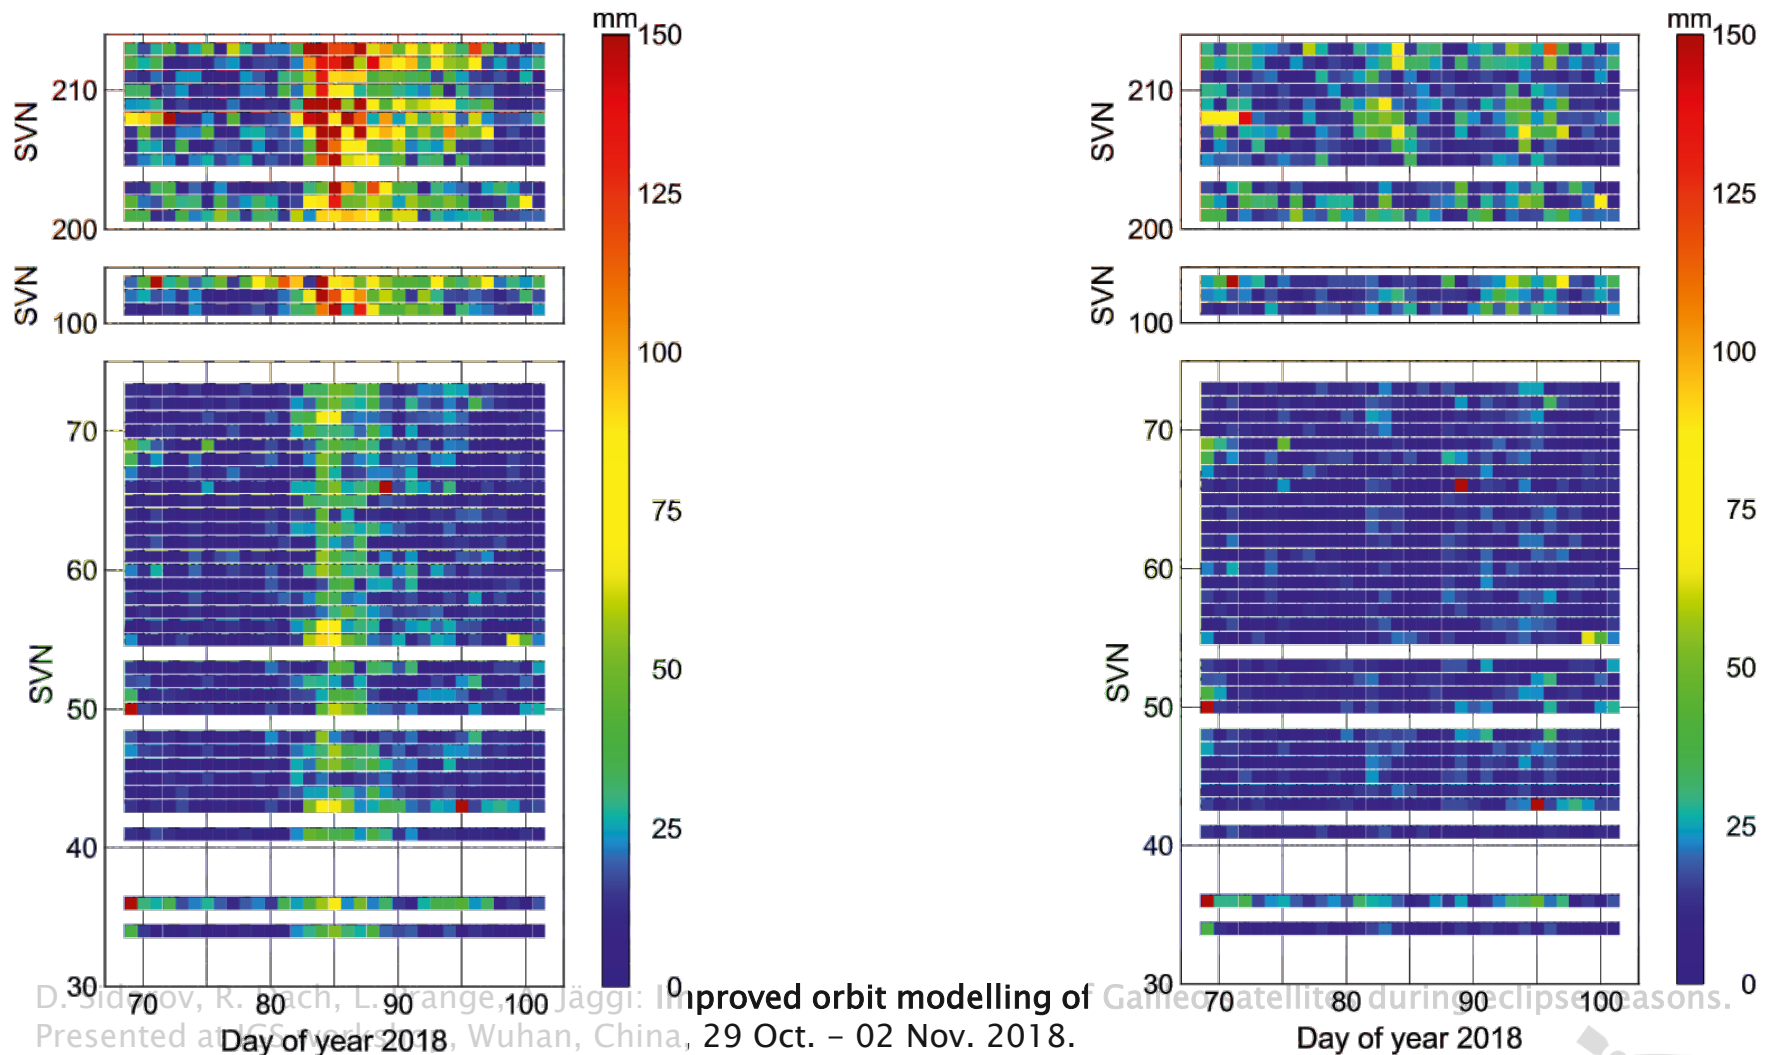 mm
150
125
100
75
50
25
0
SVN
210
200
SVN
100
SVN
70
60
50
40
30
70 80 90 100
Day of year 2018
mm
150
125
100
75
50
25
0
SVN
210
200
SVN
100
SVN
70
60
50
40
30
70 80 90 100
Day of year 2018
D. Sidorov, R. Dach, L. Prange, A. Jäggi: Improved orbit modelling of Galileo satellite during eclipse seasons.
Presented at IGS workshop, Wuhan, China, 29 Oct. – 02 Nov. 2018.